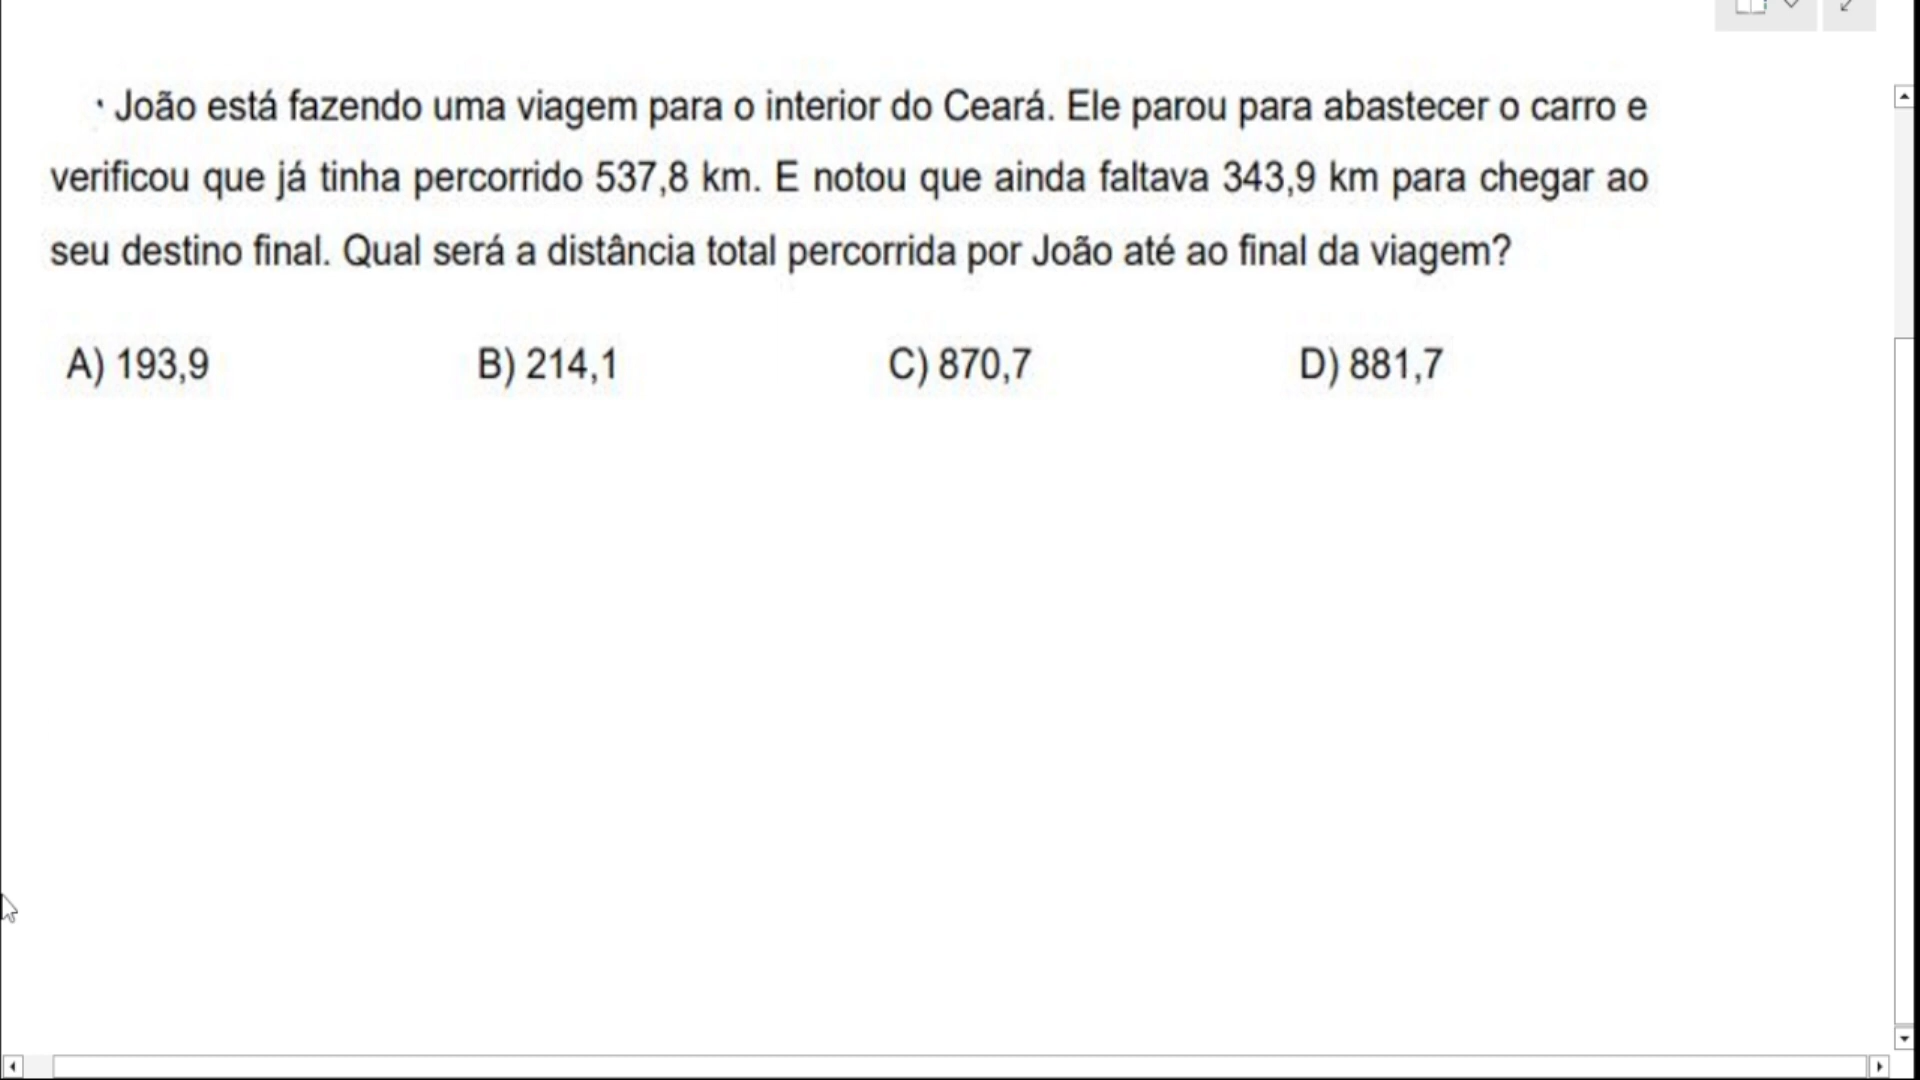 João está fazendo uma viagem para o interior do Ceará. Ele parou para abastecer o carro e
verificou que já tinha percorrido 537,8 km. E notou que ainda faltava 343,9 km para chegar ao
seu destino final. Qual será a distância total percorrida por João até ao final da viagem?
A) 193,9 B) 214,1 C) 870,7 D) 881,7